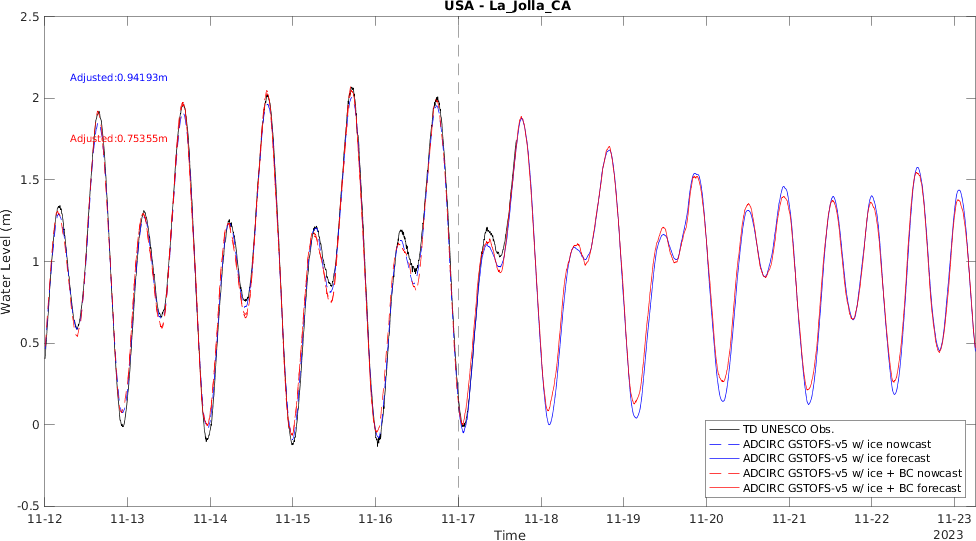 USA - La_Jolla_CA
2.5
2
1.5
1
0.5
0
-0.5
Water Level (m)
Adjusted:0.94193m
Adjusted:0.75355m
TD UNESCO Obs.
ADCIRC GSTOFS-v5 w/ ice nowcast
ADCIRC GSTOFS-v5 w/ ice forecast
ADCIRC GSTOFS-v5 w/ ice + BC nowcast
ADCIRC GSTOFS-v5 w/ ice + BC forecast
11-12 11-13 11-14 11-15 11-16 11-17 11-18 11-19 11-20 11-21 11-22 11-23
Time
2023